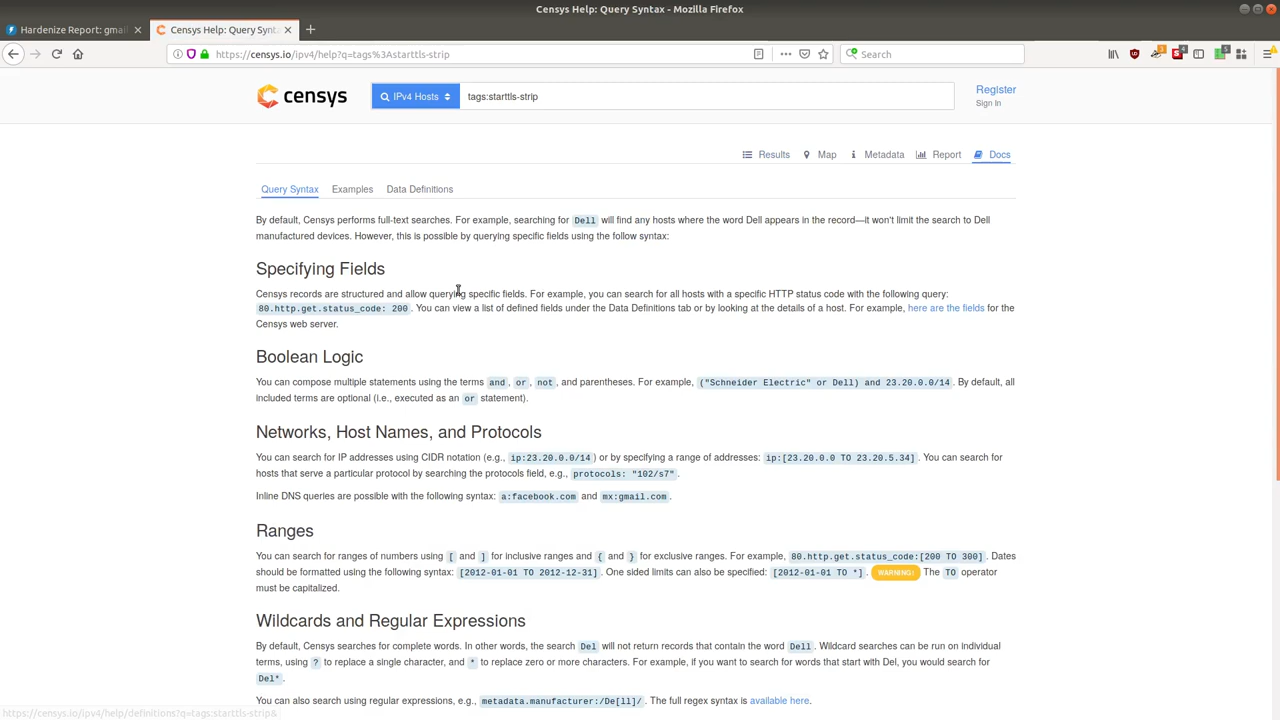 Censys Help: Query Syntax - Mozilla Firefox
Hardenize Report: gmai
Censys Help: Query Synta
https://censys.io/ipv4/help?q=tags%3Astarttls-strip
Search
censys
IPv4 Hosts
tags:starttls-strip
Register
Sign In
Results Map Metadata Report Docs
Query Syntax Examples Data Definitions
By default, Censys performs full-text searches. For example, searching for Dell will find any hosts where the word Dell appears in the record—it won't limit the search to Dell
manufactured devices. However, this is possible by querying specific fields using the follow syntax:
Specifying Fields
Censys records are structured and allow querying specific fields. For example, you can search for all hosts with a specific HTTP status code with the following query:
80.http.get.status_code: 200. You can view a list of defined fields under the Data Definitions tab or by looking at the details of a host. For example, here are the fields for the
Censys web server.
Boolean Logic
You can compose multiple statements using the terms and, or, not, and parentheses. For example, ("Schneider Electric" or Dell) and 23.20.0.0/14. By default, all
included terms are optional (i.e., executed as an or statement).
Networks, Host Names, and Protocols
You can search for IP addresses using CIDR notation (e.g., ip:23.20.0.0/14) or by specifying a range of addresses: ip:[23.20.0.0 TO 23.20.5.34]. You can search for
hosts that serve a particular protocol by searching the protocols field, e.g., protocols: "102/s7".
Inline DNS queries are possible with the following syntax: a:facebook.com and mx:gmail.com.
Ranges
You can search for ranges of numbers using [ and ] for inclusive ranges and { and } for exclusive ranges. For example, 80.http.get.status_code:[200 TO 300]. Dates
should be formatted using the following syntax: [2012-01-01 TO 2012-12-31]. One sided limits can also be specified: [2012-01-01 TO *]. WARNING! The TO operator
must be capitalized.
Wildcards and Regular Expressions
By default, Censys searches for complete words. In other words, the search Del will not return records that contain the word Dell. Wildcard searches can be run on individual
terms, using ? to replace a single character, and * to replace zero or more characters. For example, if you want to search for words that start with Del, you would search for
Del*.
You can also search using regular expressions, e.g., metadata.manufacturer:/De[ll]/. The full regex syntax is available here.
https://censys.io/ipv4/help/definitions?q=tags:starttls-strip&